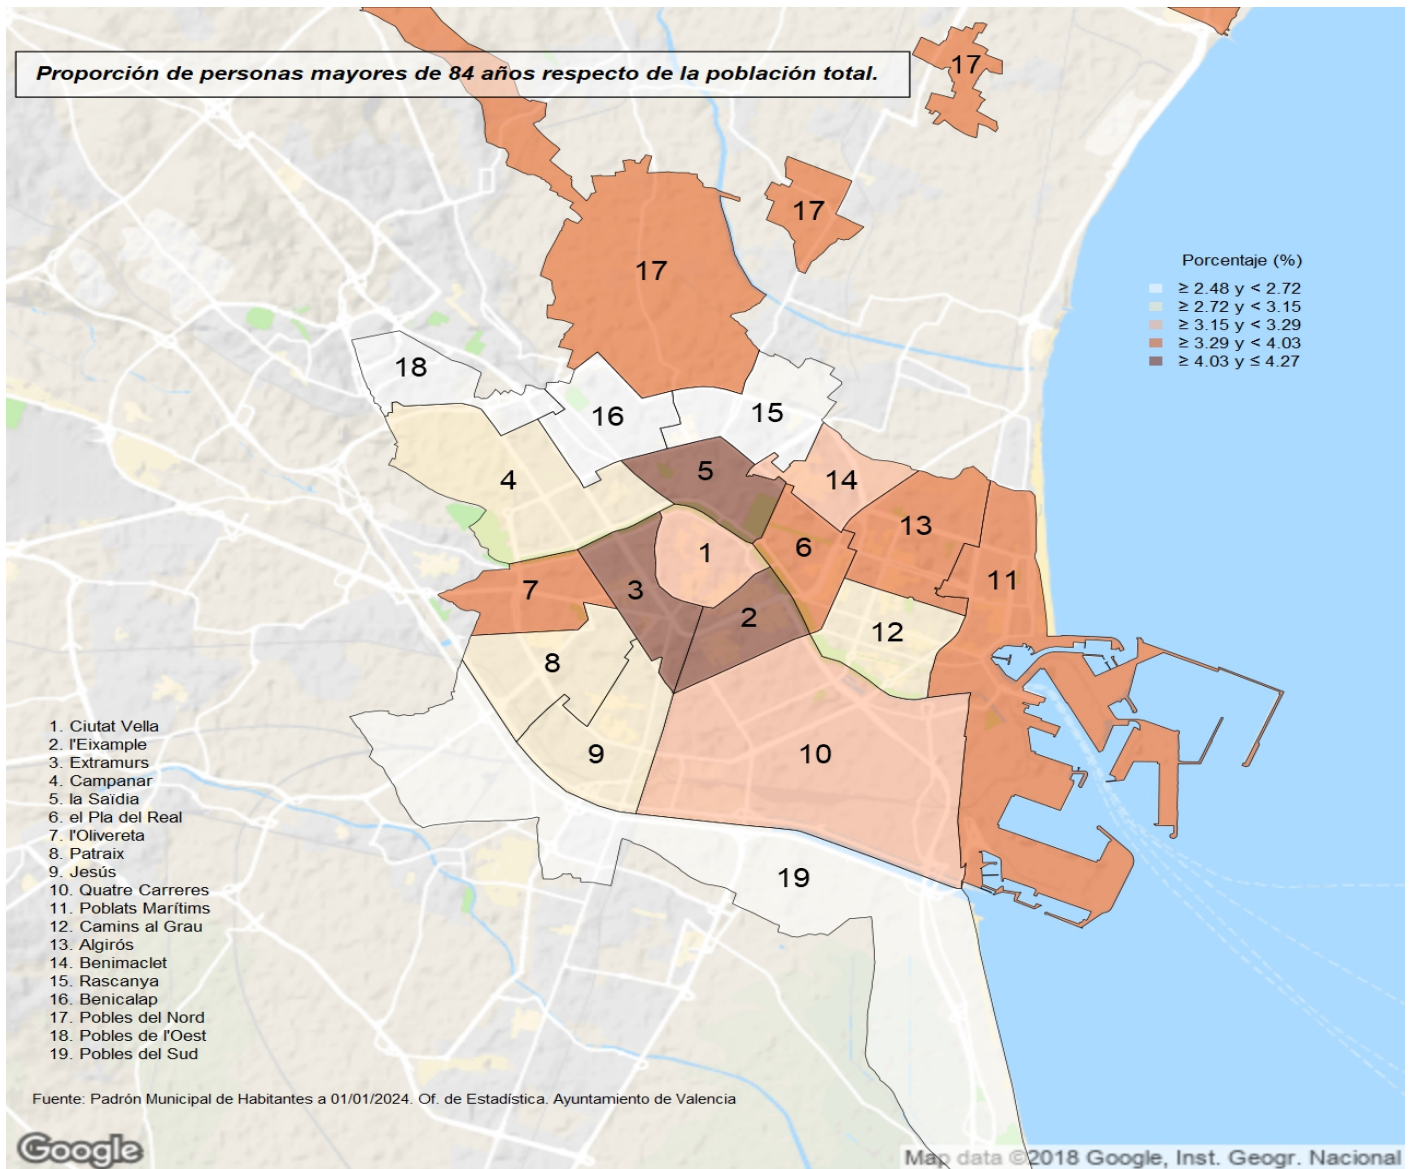 Proporción de personas mayores de 84 años respecto de la población total.
17
17
17
Porcentaje (%)
≥ 2.48 y < 2.72
≥ 2.72 y < 3.15
≥ 3.15 y < 3.29
≥ 3.29 y < 4.03
≥ 4.03 y ≤ 4.27
18
16
15
4
5
14
13
6
1
11
7
3
2
12
8
9
10
19
1. Ciutat Vella
2. l'Eixample
3. Extramurs
4. Campanar
5. la Saïdia
6. el Pla del Real
7. l'Olivereta
8. Patraix
9. Jesús
10. Quatre Carreres
11. Poblats Marítims
12. Camins al Grau
13. Algirós
14. Benimaclet
15. Rascanya
16. Benicalap
17. Pobles del Nord
18. Pobles de l'Oest
19. Pobles del Sud
Fuente: Padrón Municipal de Habitantes a 01/01/2024. Of. de Estadística. Ayuntamiento de Valencia
Google
Map data ©2018 Google, Inst. Geogr. Nacional